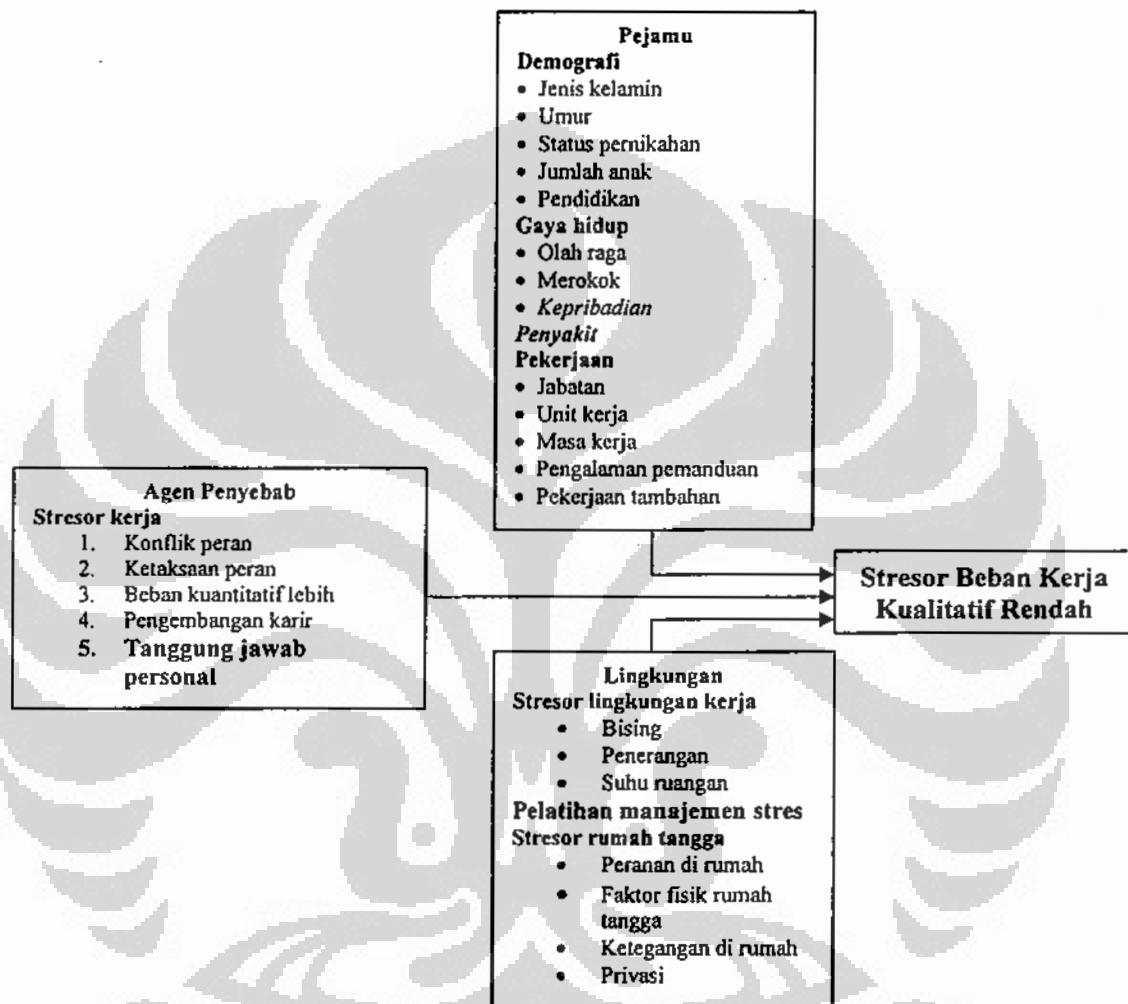 Pejamu
Demografi
• Jenis kelamin
• Umur
• Status pernikahan
• Jumlah anak
• Pendidikan
Gaya hidup
• Olah raga
• Merokok
• Kepribadian
Penyakit
Pekerjaan
• Jabatan
• Unit kerja
• Masa kerja
• Pengalaman pemanduan
• Pekerjaan tambahan
Agen Penyebab
Stresor kerja
1. Konflik peran
2. Ketaksaan peran
3. Beban kuantitatif lebih
4. Pengembangan karir
5. Tanggung jawab
personal
Stresor Beban Kerja
Kualitatif Rendah
Lingkungan
Stresor lingkungan kerja
• Bising
• Penerangan
• Suhu ruangan
Pelatihan manajemen stres
Stresor rumah tangga
• Peranan di rumah
• Faktor fisik rumah
tangga
• Ketegangan di rumah
• Privasi